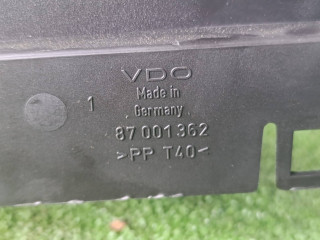 VDO
Made in
Germany
1
87 001 362
>PP T40<